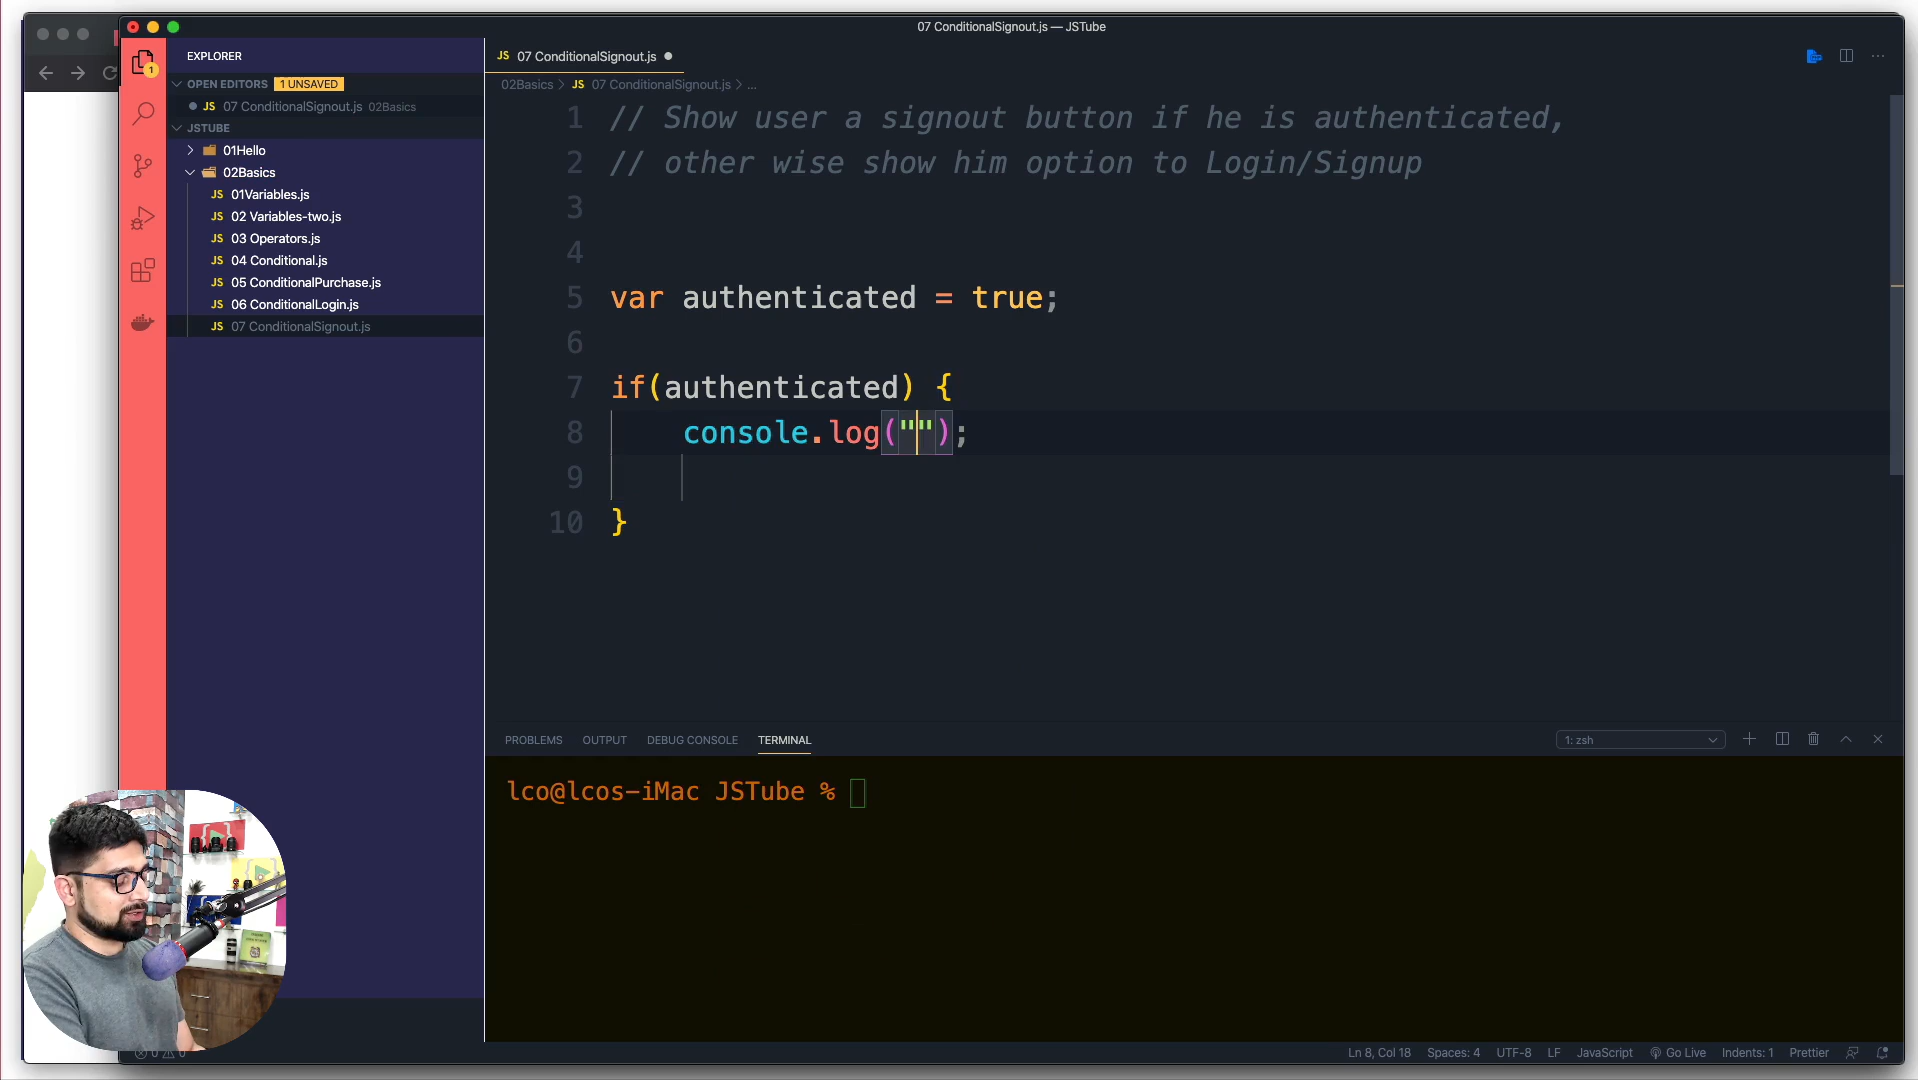 07 ConditionalSignout.js — JSTube
EXPLORER
OPEN EDITORS 1 UNSAVED
JS 07 ConditionalSignout.js 02Basics
JSTUBE
01Hello
02Basics
JS 01Variables.js
JS 02 Variables-two.js
JS 03 Operators.js
JS 04 Conditional.js
JS 05 ConditionalPurchase.js
JS 06 ConditionalLogin.js
JS 07 ConditionalSignout.js
1
JS 07 ConditionalSignout.js
02Basics > JS 07 ConditionalSignout.js > ...
1 // Show user a signout button if he is authenticated,
2 // other wise show him option to Login/Signup
3
4
5 var authenticated = true;
6
7 if(authenticated) {
8 console.log("");
9
10 }
PROBLEMS OUTPUT DEBUG CONSOLE TERMINAL 1: zsh
lco@lcos-iMac JSTube %
0 0 Ln 8, Col 18 Spaces: 4 UTF-8 LF JavaScript Go Live Indents: 1 Prettier